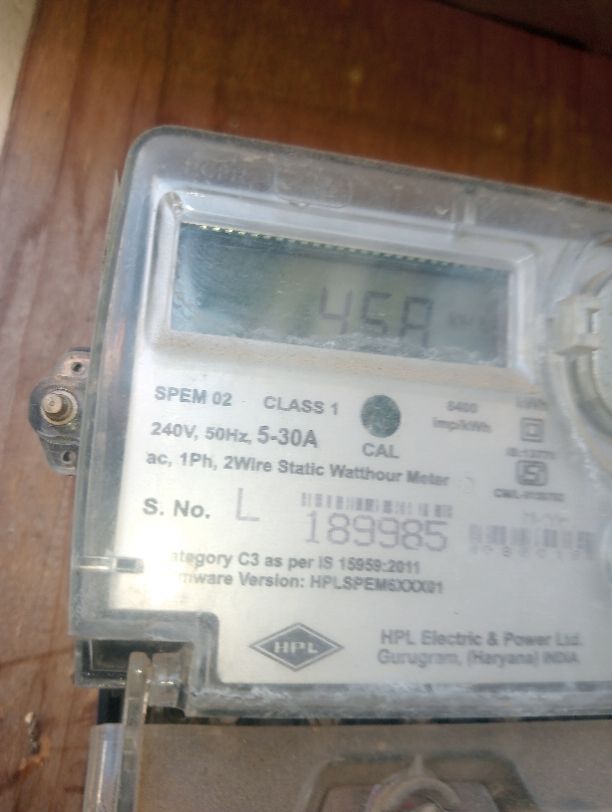 SPEM 02 CLASS 1
6400
imp/kWh
240V, 50Hz, 5-30A
CAL
ac, 1Ph, 2Wire Static Watthour Meter
S. No. L 189985
ategory C3 as per IS 15959:2011
mware Version: HPLSPEM6XXX01
HPL
HPL Electric & Power Ltd.
Gurugram, (Haryana) INDIA